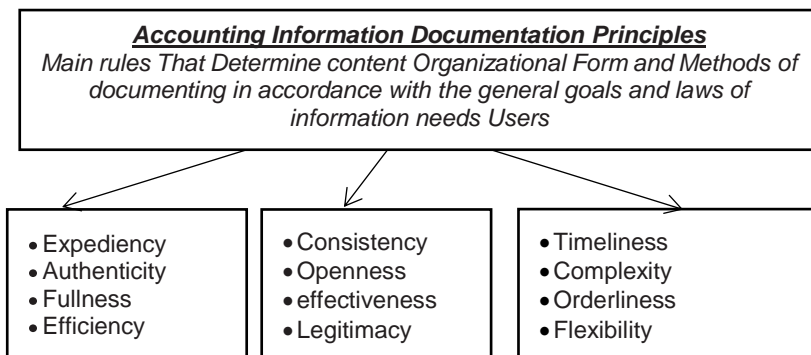 Accounting Information Documentation Principles
Main rules That Determine content Organizational Form and Methods of
documenting in accordance with the general goals and laws of
information needs Users
• Expediency
• Authenticity
• Fullness
• Efficiency
• Consistency
• Openness
• effectiveness
• Legitimacy
• Timeliness
• Complexity
• Orderliness
• Flexibility